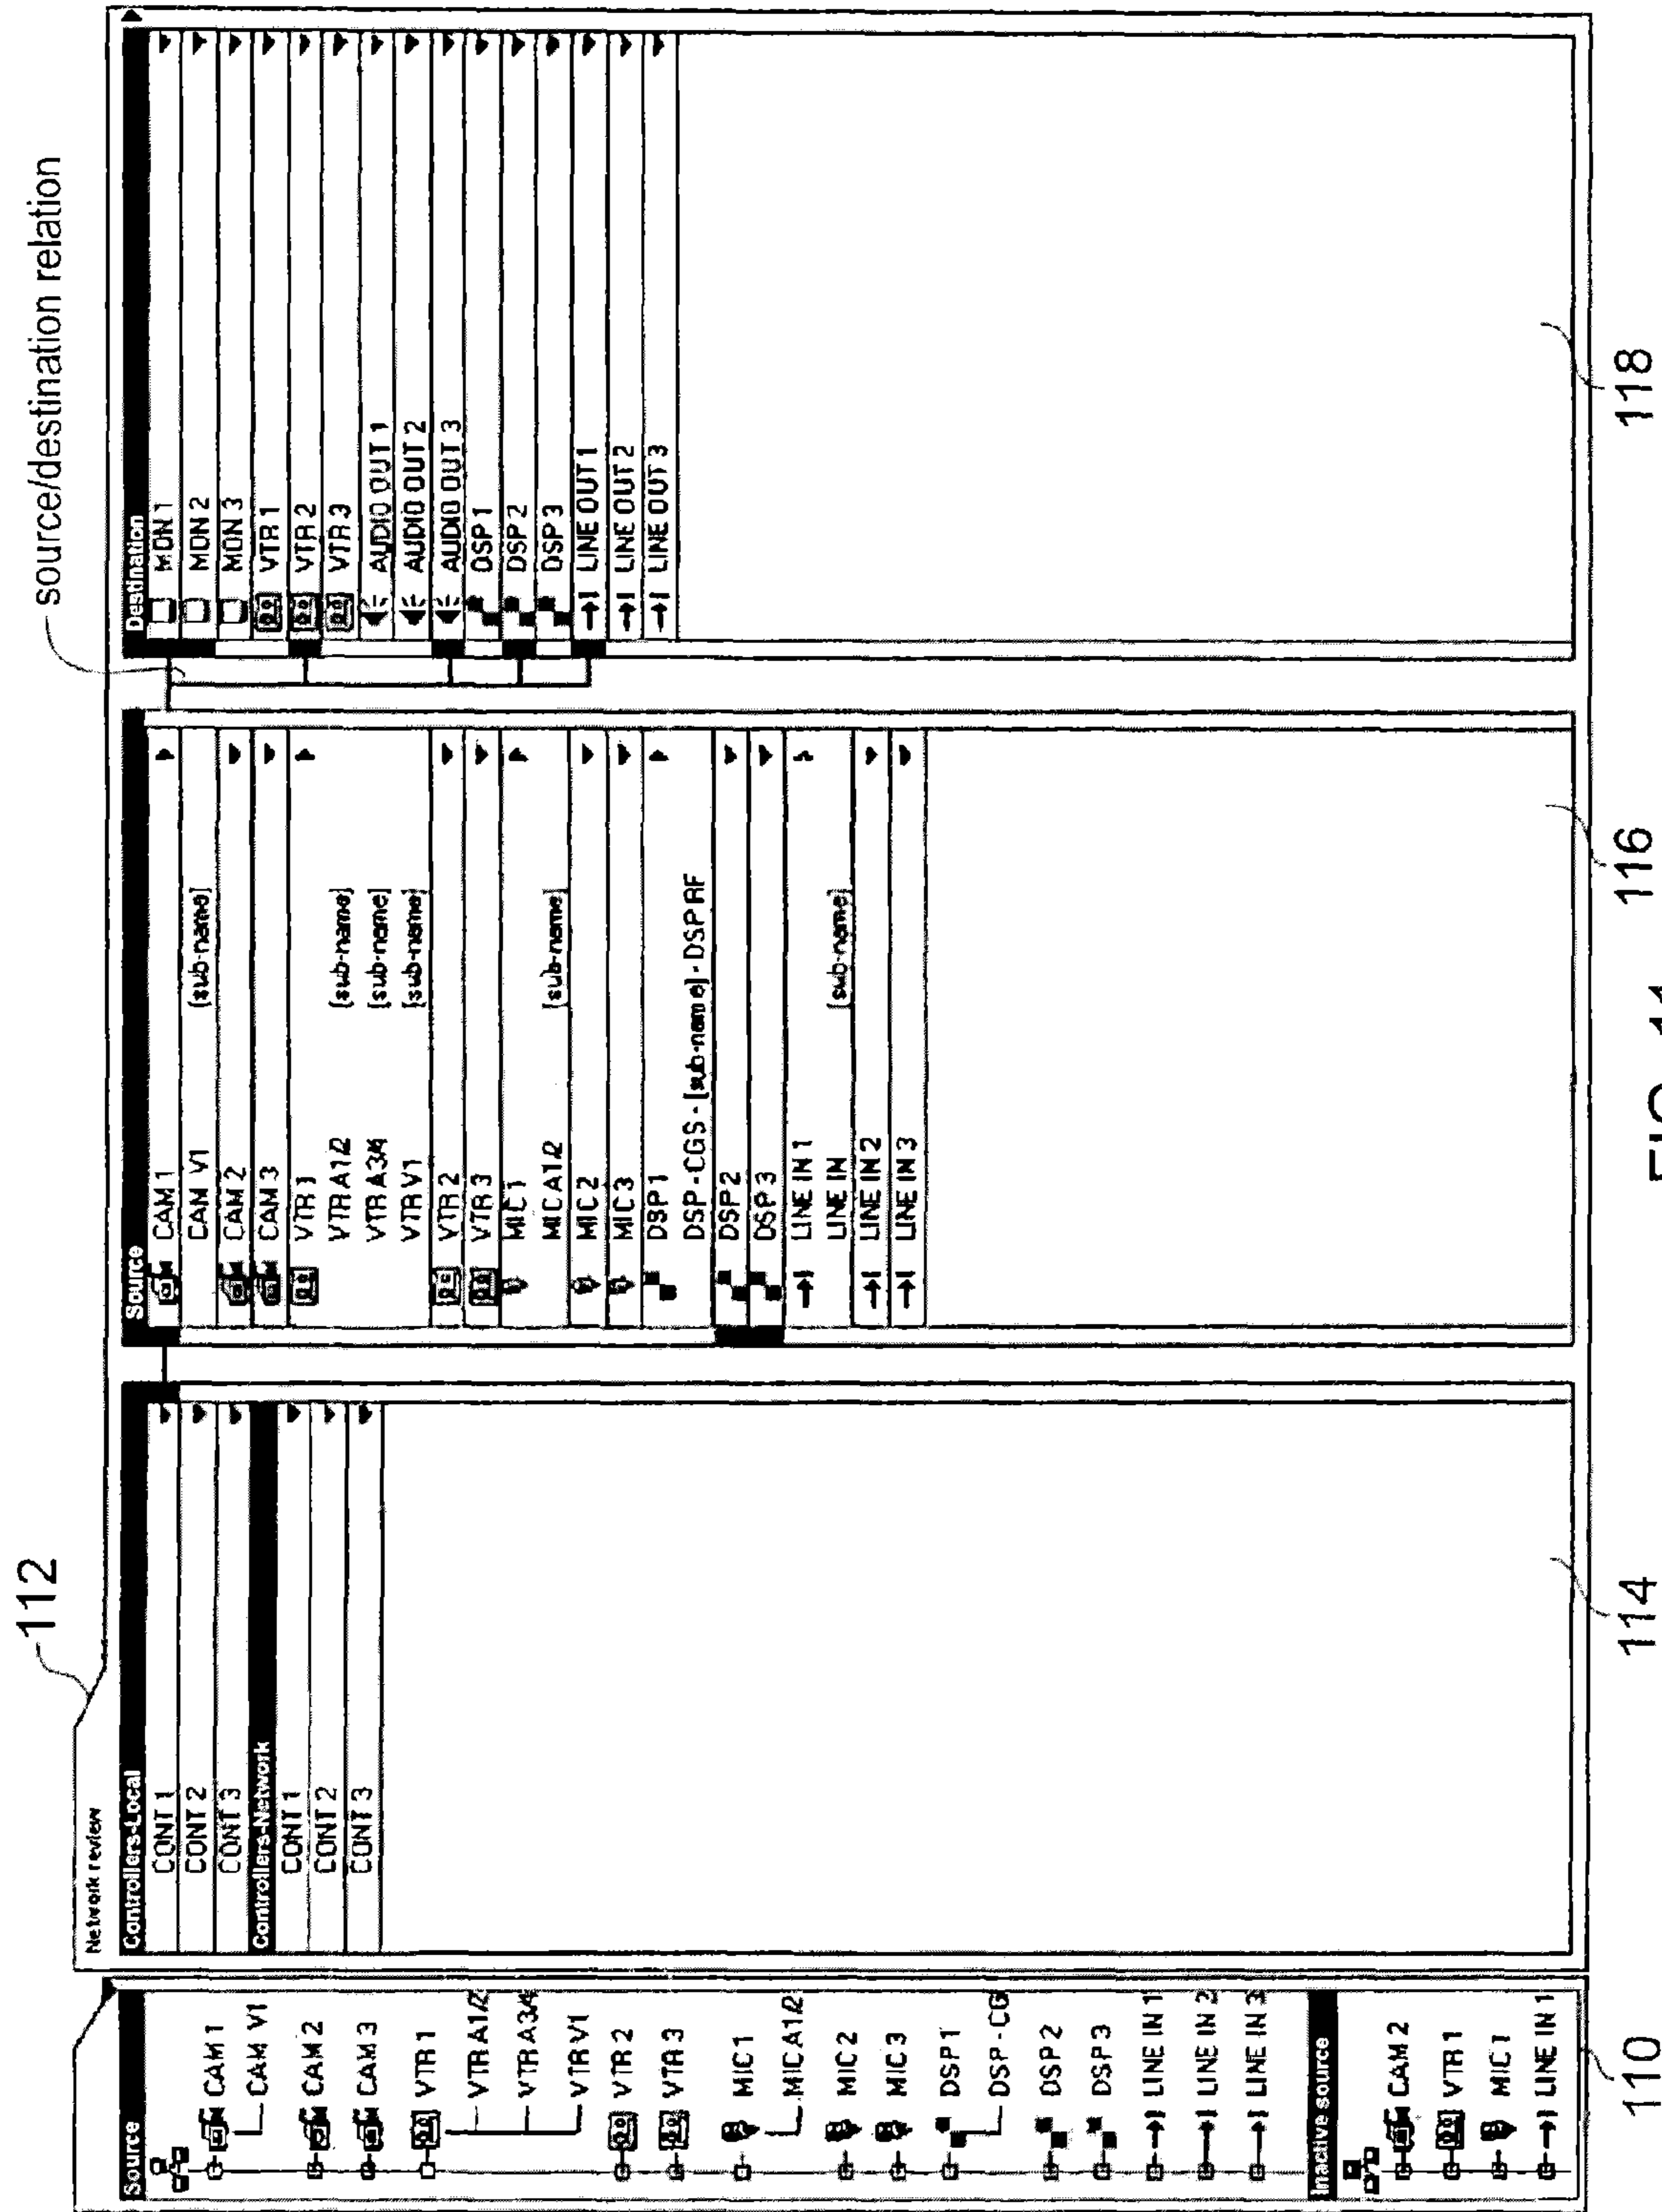 112
source/destination relation
Source
CAM 1
CAM V1
CAM 2
CAM 3
VTR 1
VTR A1/2
VTR A3/4
VTR V1
VTR 2
VTR 3
MIC 1
MIC A1/2
MIC 2
MIC 3
DSP 1
DSP-CG
DSP 2
DSP 3
LINE IN 1
LINE IN 2
LINE IN 3
Inactive source
CAM 2
VTR 1
MIC 1
LINE IN 1
110
Network review
Controllers-Local
CONT 1
CONT 2
CONT 3
Controllers-Network
CONT 1
CONT 2
CONT 3
114
Source
CAM 1
CAM V1 [sub-name]
CAM 2
CAM 3
VTR 1
VTR A1/2 [sub-name]
VTR A3/4 [sub-name]
VTR V1 [sub-name]
VTR 2
VTR 3
MIC 1
MIC A1/2 [sub-name]
MIC 2
MIC 3
DSP 1
DSP-CGS-[sub-name]-DSPRF
DSP 2
DSP 3
LINE IN 1
LINE IN [sub-name]
LINE IN 2
LINE IN 3
116
Destination
MON 1
MON 2
MON 3
VTR 1
VTR 2
VTR 3
AUDIO OUT 1
AUDIO OUT 2
AUDIO OUT 3
DSP 1
DSP 2
DSP 3
LINE OUT 1
LINE OUT 2
LINE OUT 3
118